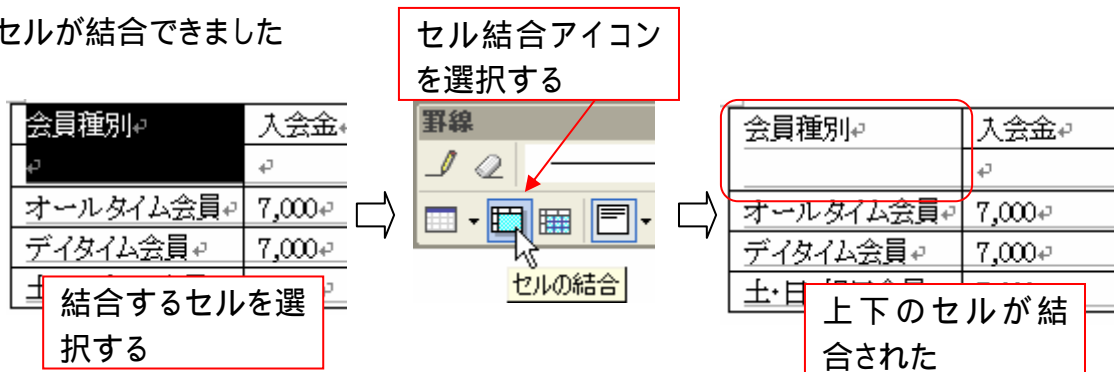 セルが結合できました
セル結合アイコン
を選択する
会員種別 入会金
オールタイム会員 7,000
デイタイム会員 7,000
結合するセルを選
択する
罫線
セルの結合
会員種別 入会金
オールタイム会員 7,000
デイタイム会員 7,000
土・日
上下のセルが結
合された